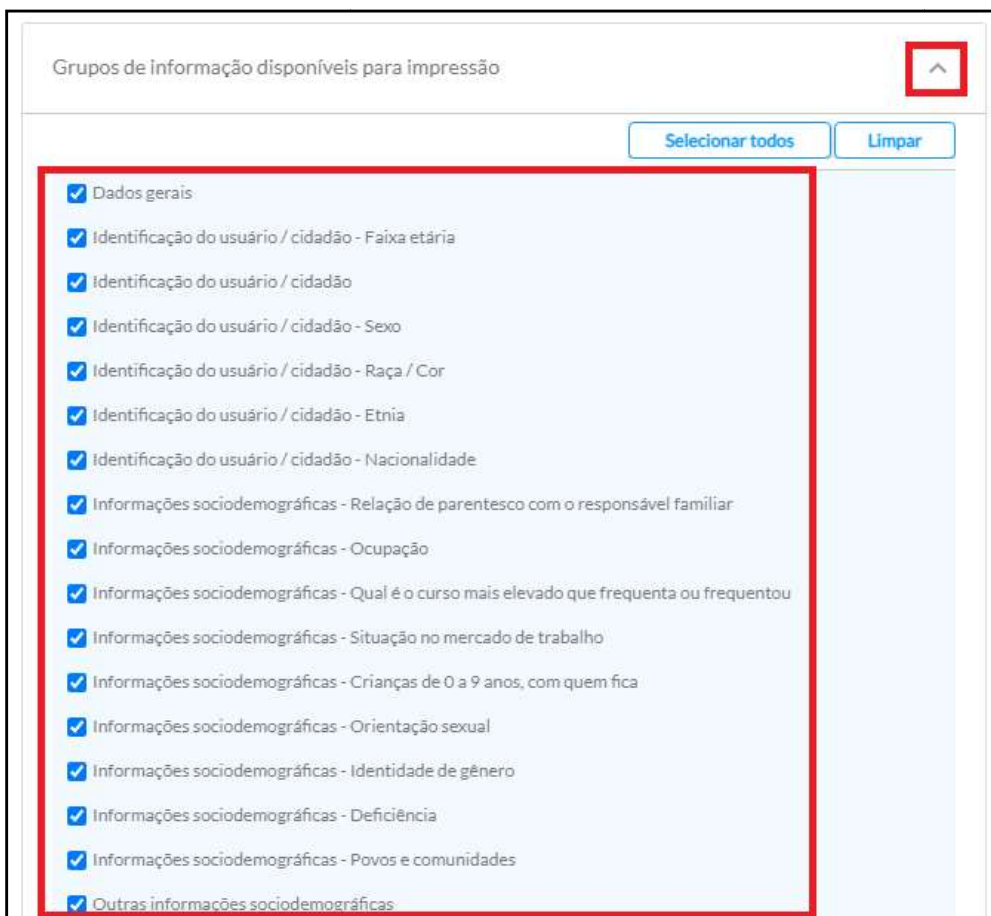 Grupos de informação disponíveis para impressão
Selecionar todos Limpar
Dados gerais
Identificação do usuário / cidadão - Faixa etária
Identificação do usuário / cidadão
Identificação do usuário / cidadão - Sexo
Identificação do usuário / cidadão - Raça / Cor
Identificação do usuário / cidadão - Etnia
Identificação do usuário / cidadão - Nacionalidade
Informações sociodemográficas - Relação de parentesco com o responsável familiar
Informações sociodemográficas - Ocupação
Informações sociodemográficas - Qual é o curso mais elevado que frequenta ou frequentou
Informações sociodemográficas - Situação no mercado de trabalho
Informações sociodemográficas - Crianças de 0 a 9 anos, com quem fica
Informações sociodemográficas - Orientação sexual
Informações sociodemográficas - Identidade de gênero
Informações sociodemográficas - Deficiência
Informações sociodemográficas - Povos e comunidades
Outras informações sociodemográficas